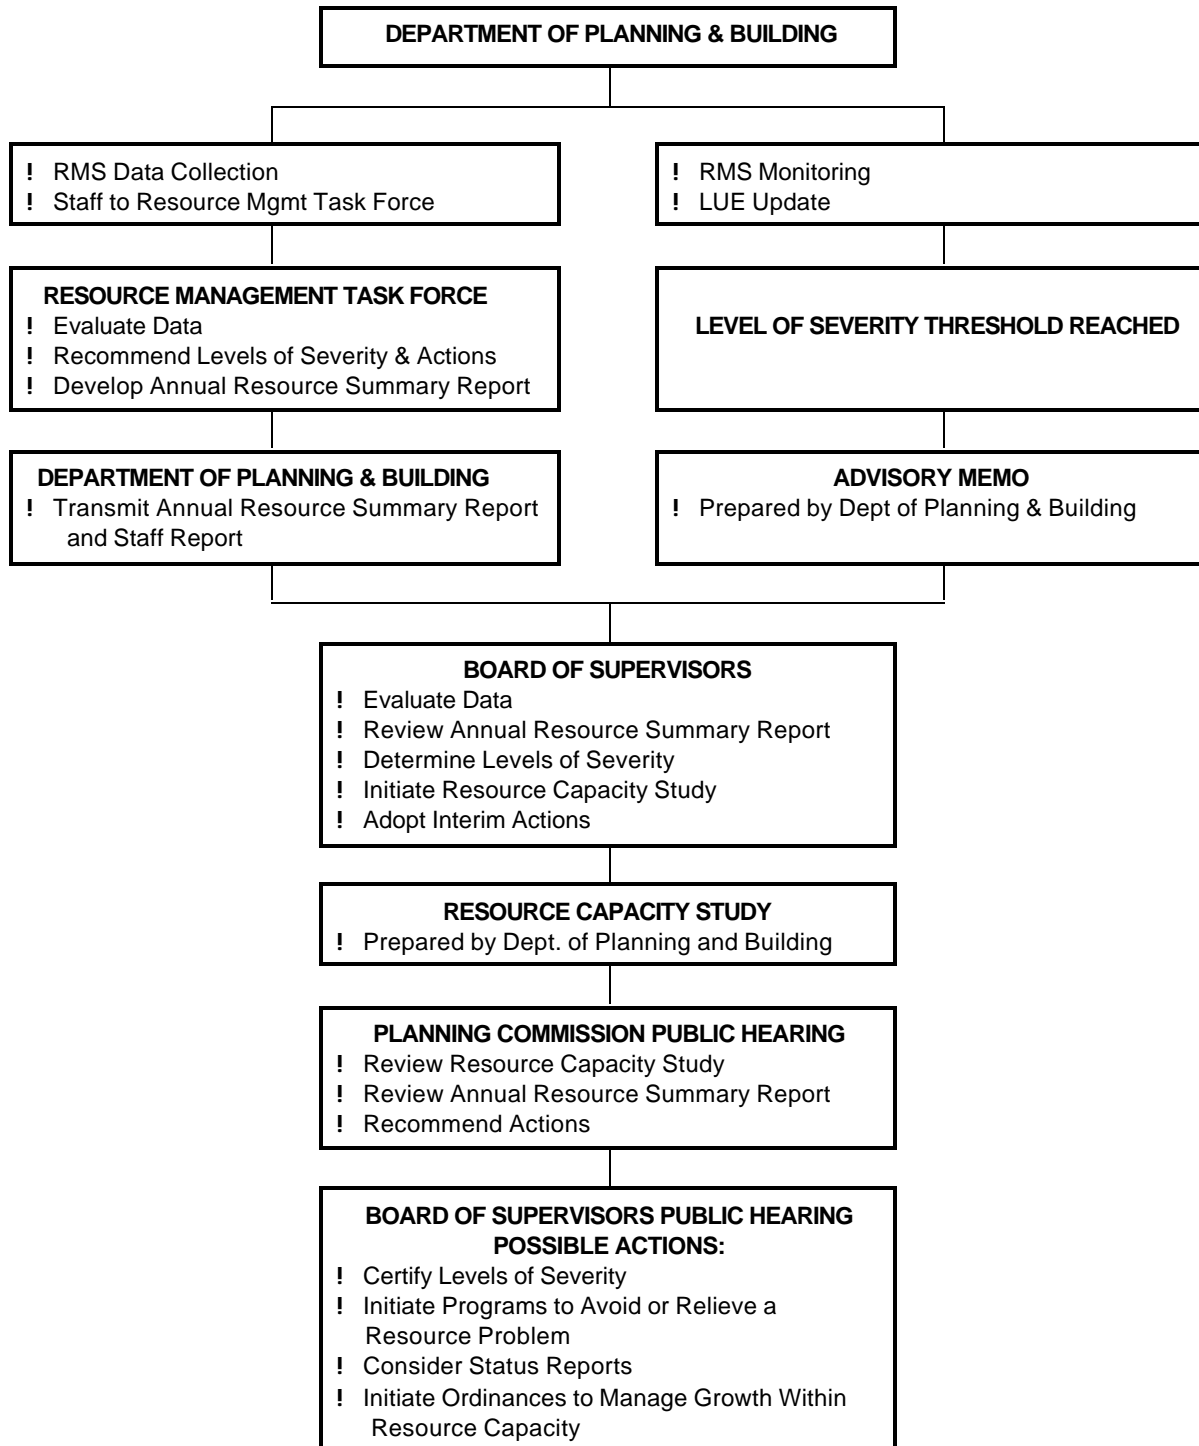 DEPARTMENT OF PLANNING & BUILDING
! RMS Data Collection
! Staff to Resource Mgmt Task Force
! RMS Monitoring
! LUE Update
RESOURCE MANAGEMENT TASK FORCE
! Evaluate Data
! Recommend Levels of Severity & Actions
! Develop Annual Resource Summary Report
LEVEL OF SEVERITY THRESHOLD REACHED
DEPARTMENT OF PLANNING & BUILDING
! Transmit Annual Resource Summary Report
and Staff Report
ADVISORY MEMO
! Prepared by Dept of Planning & Building
BOARD OF SUPERVISORS
! Evaluate Data
! Review Annual Resource Summary Report
! Determine Levels of Severity
! Initiate Resource Capacity Study
! Adopt Interim Actions
RESOURCE CAPACITY STUDY
! Prepared by Dept. of Planning and Building
PLANNING COMMISSION PUBLIC HEARING
! Review Resource Capacity Study
! Review Annual Resource Summary Report
! Recommend Actions
BOARD OF SUPERVISORS PUBLIC HEARING
POSSIBLE ACTIONS:
! Certify Levels of Severity
! Initiate Programs to Avoid or Relieve a
Resource Problem
! Consider Status Reports
! Initiate Ordinances to Manage Growth Within
Resource Capacity